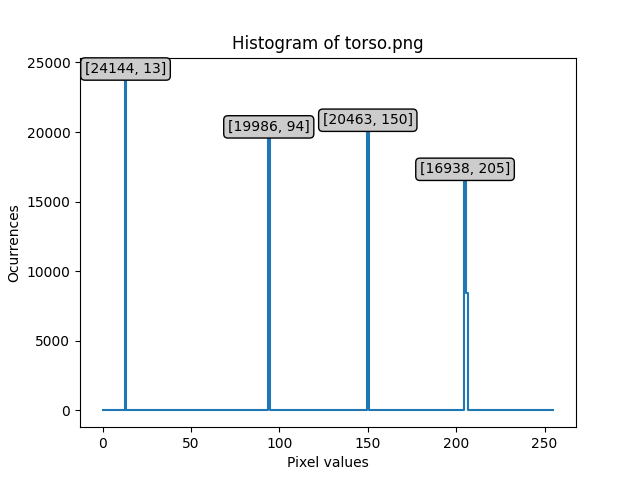 Histogram of torso.png
25000
[24144, 13]
[19986, 94]
[20463, 150]
[16938, 205]
20000
15000
10000
5000
0
Ocurrences
0 50 100 150 200 250
Pixel values